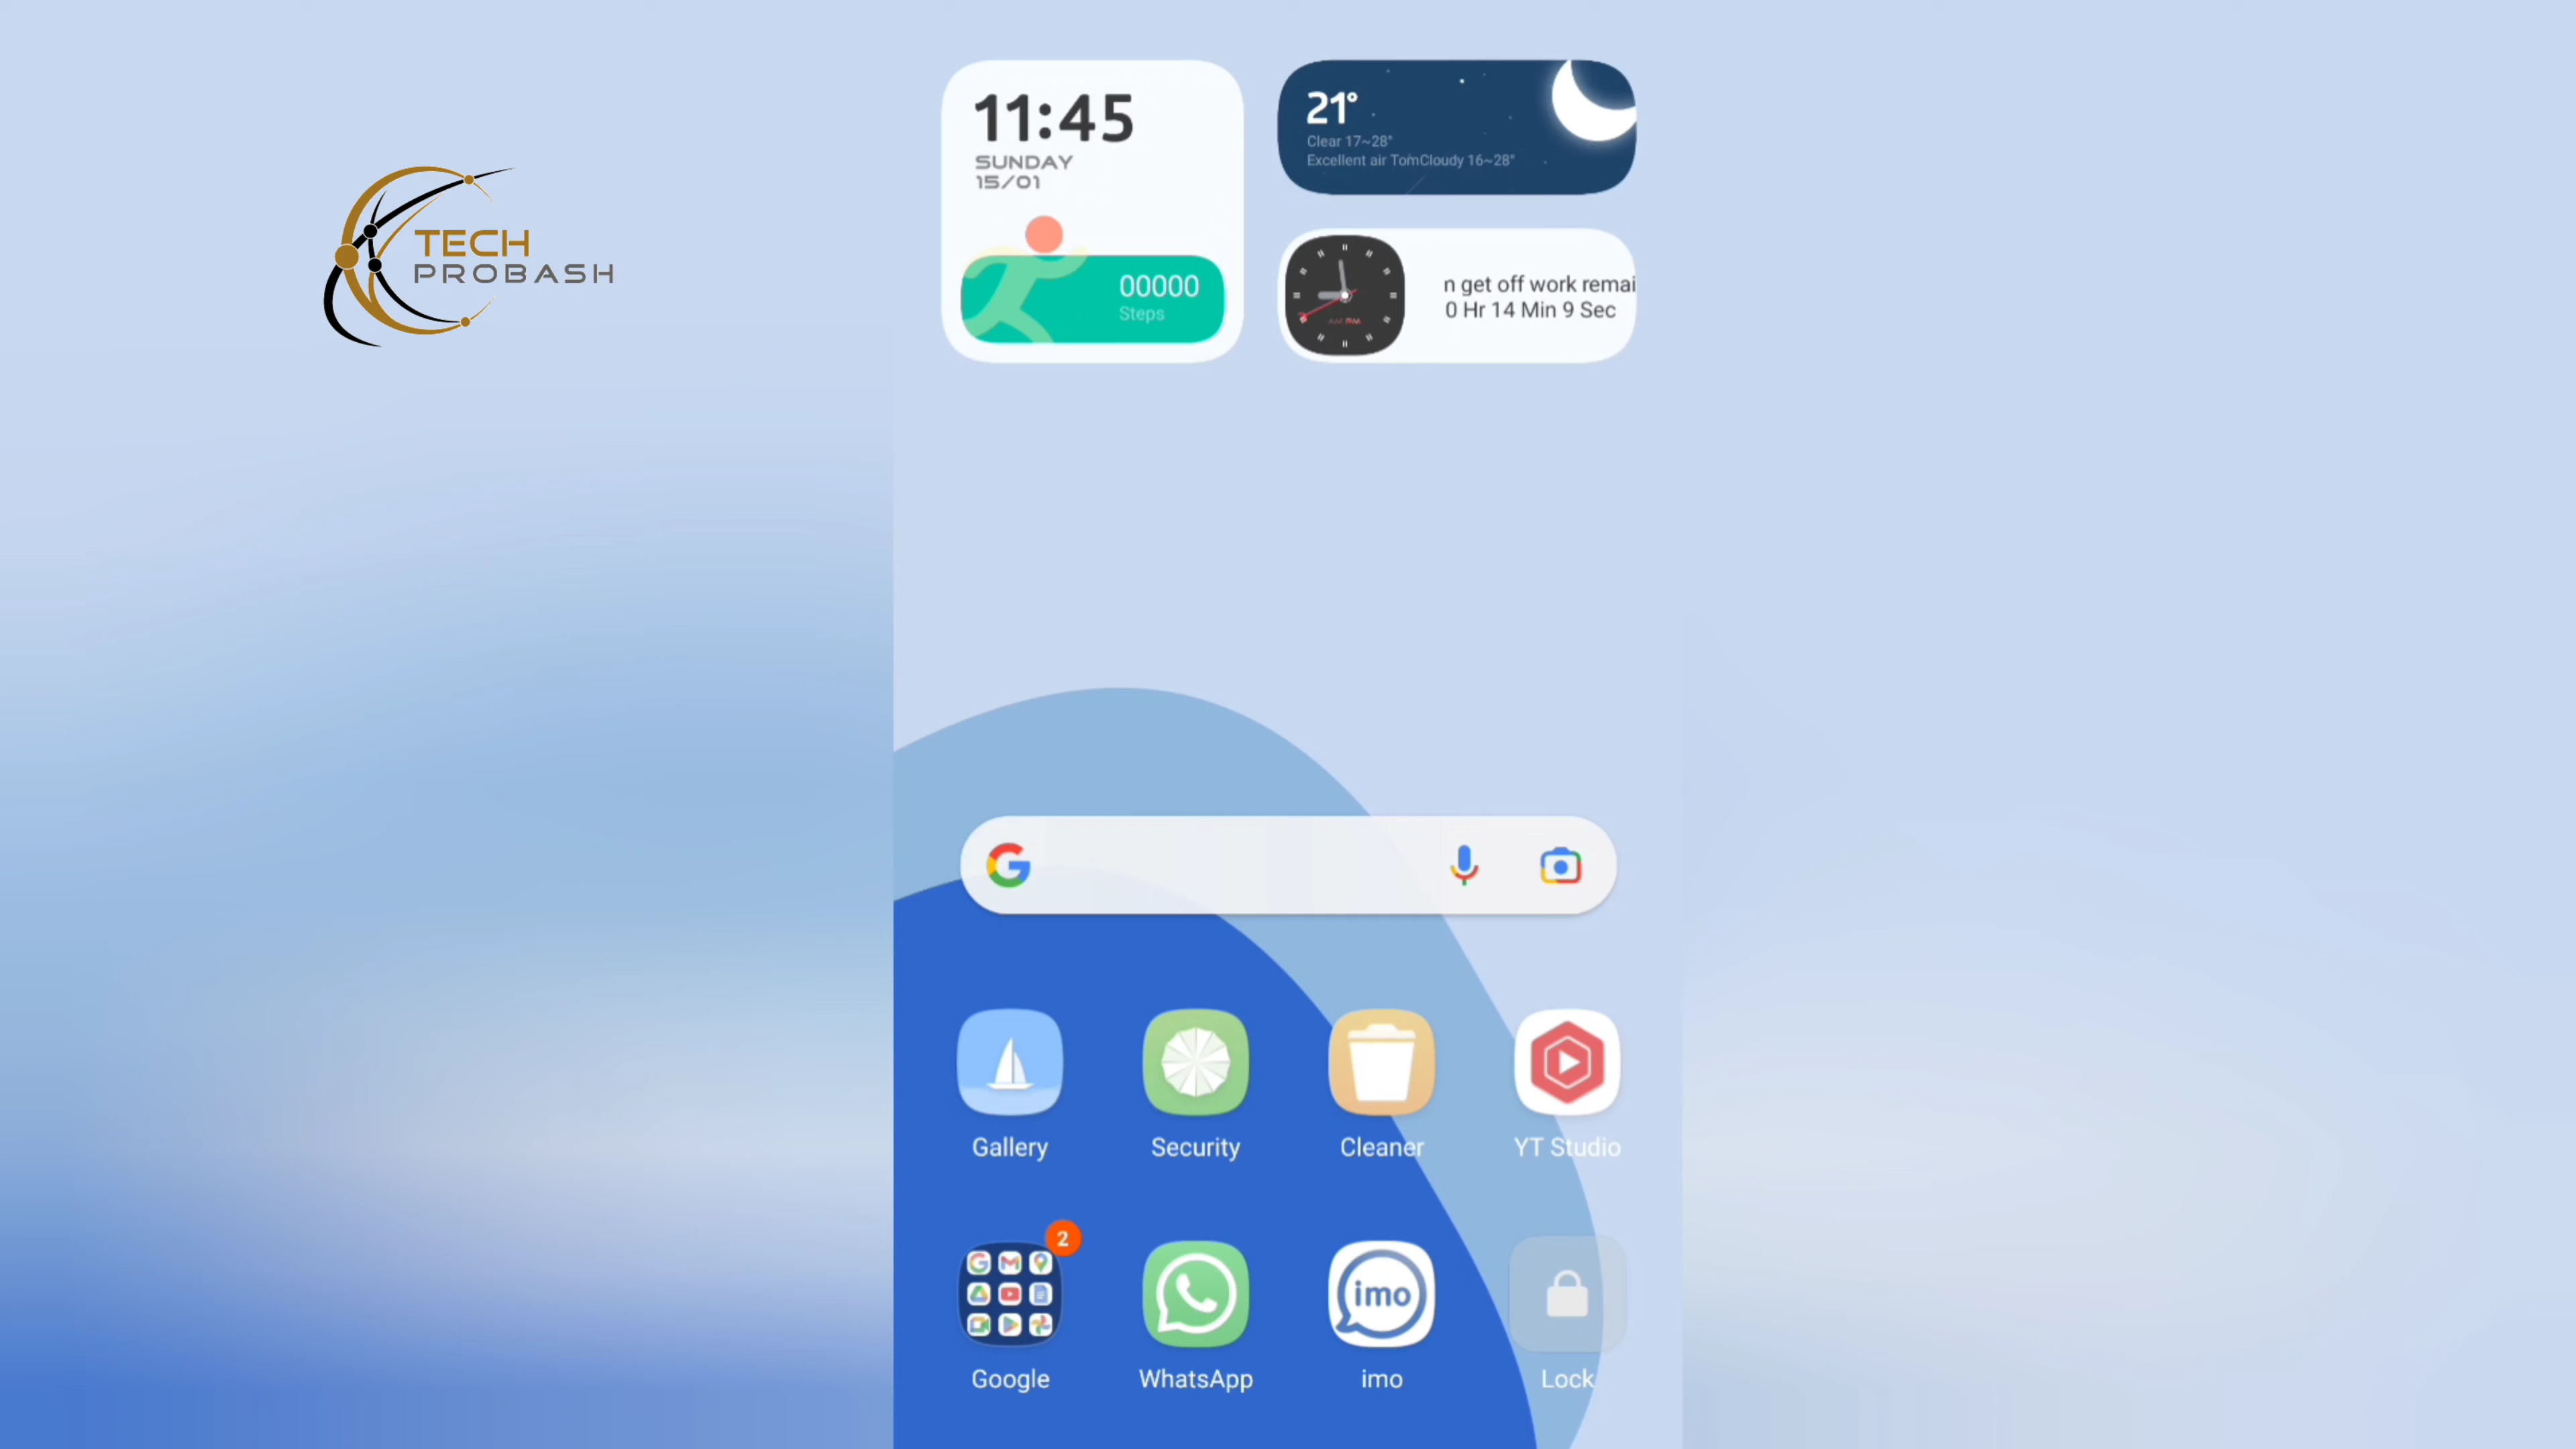 TECH
PROBASH
11:45
SUNDAY
15/01
00000
Steps
21°
Clear 17~28°
Excellent air TomCloudy 16~28°
n get off work remai
0 Hr 14 Min 9 Sec
Gallery
Security
Cleaner
YT Studio
2
Google
WhatsApp
imo
imo
Lock